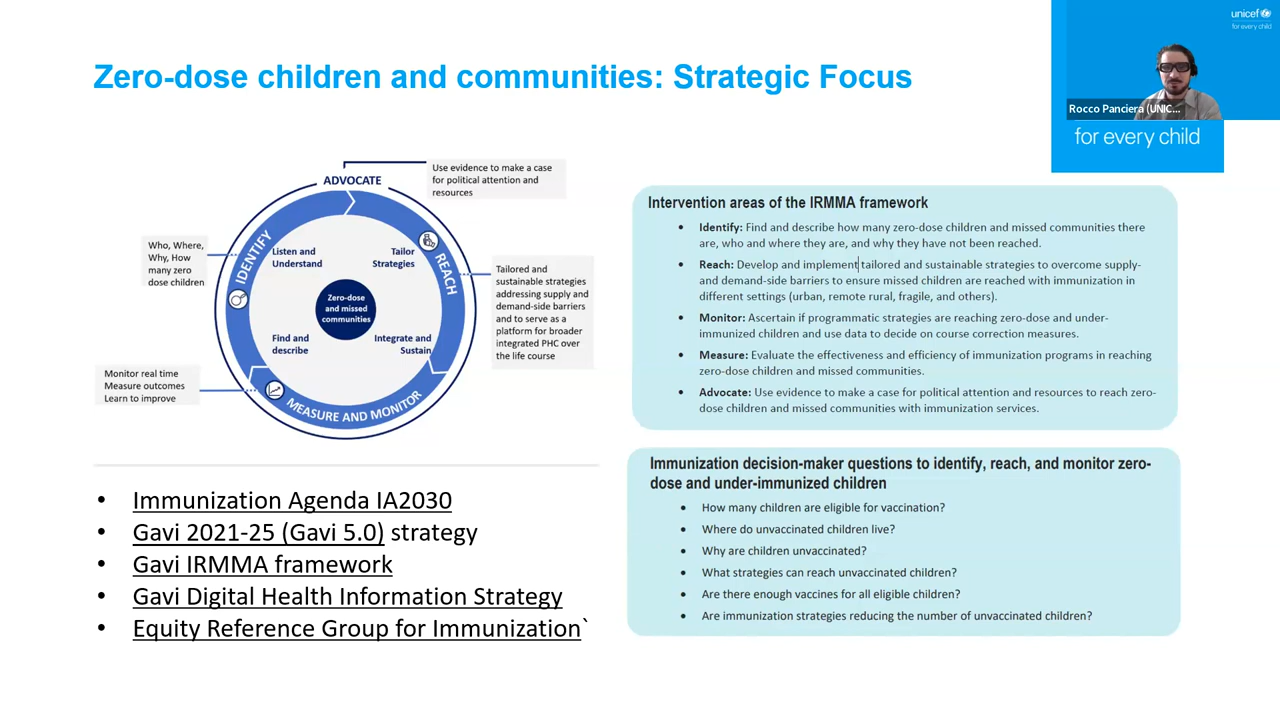 unicef
for every child
Zero-dose children and communities: Strategic Focus
Rocco Panciera (UNIC...
for every child
ADVOCATE
Use evidence to make a case
for political attention and
resources
Who, Where,
Why, How
many zero
dose children
IDENTIFY
Listen and
Understand
Tailor
Strategies
REACH
Zero-dose
and missed
communities
Find and
describe
Integrate and
Sustain
Tailored and
sustainable strategies
addressing supply and
demand-side barriers
and to serve as a
platform for broader
integrated PHC over
the life course
Monitor real time
Measure outcomes
Learn to improve
MEASURE AND MONITOR
• Immunization Agenda IA2030
• Gavi 2021-25 (Gavi 5.0) strategy
• Gavi IRMMA framework
• Gavi Digital Health Information Strategy
• Equity Reference Group for Immunization`
Intervention areas of the IRMMA framework
• Identify: Find and describe how many zero-dose children and missed communities there
are, who and where they are, and why they have not been reached.
• Reach: Develop and implement tailored and sustainable strategies to overcome supply-
and demand-side barriers to ensure missed children are reached with immunization in
different settings (urban, remote rural, fragile, and others).
• Monitor: Ascertain if programmatic strategies are reaching zero-dose and under-
immunized children and use data to decide on course correction measures.
• Measure: Evaluate the effectiveness and efficiency of immunization programs in reaching
zero-dose children and missed communities.
• Advocate: Use evidence to make a case for political attention and resources to reach zero-
dose children and missed communities with immunization services.
Immunization decision-maker questions to identify, reach, and monitor zero-
dose and under-immunized children
• How many children are eligible for vaccination?
• Where do unvaccinated children live?
• Why are children unvaccinated?
• What strategies can reach unvaccinated children?
• Are there enough vaccines for all eligible children?
• Are immunization strategies reducing the number of unvaccinated children?